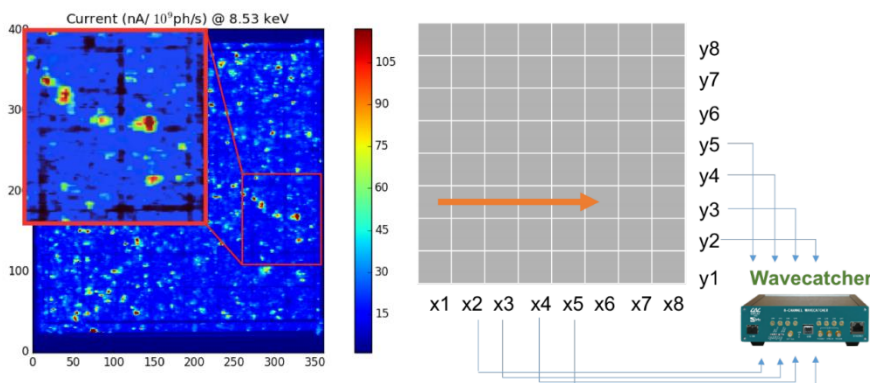 Current (nA/ 10⁹ph/s) @ 8.53 keV
400
300
200
100
0
0 50 100 150 200 250 300 350
105
90
75
60
45
30
15
y8
y7
y6
y5
y4
y3
y2
y1
x1 x2 x3 x4 x5 x6 x7 x8
Wavecatcher